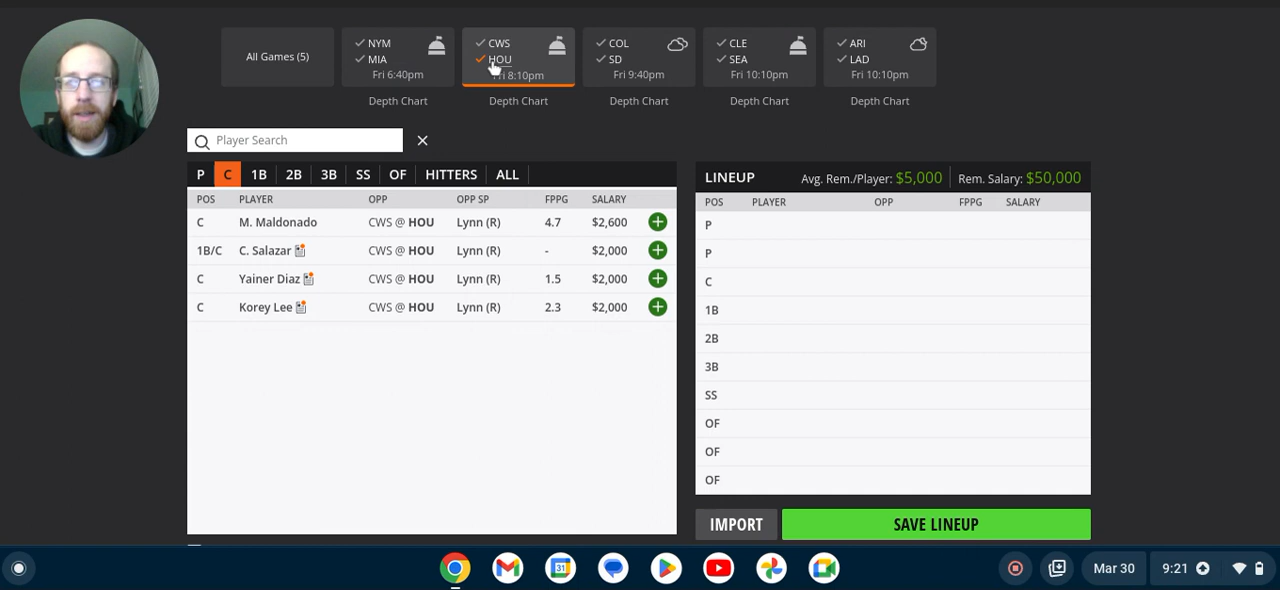 All Games (5)
NYM
MIA
Fri 6:40pm
Depth Chart
CWS
HOU
Fri 8:10pm
Depth Chart
COL
SD
Fri 9:40pm
Depth Chart
CLE
SEA
Fri 10:10pm
Depth Chart
ARI
LAD
Fri 10:10pm
Depth Chart
Player Search
P C 1B 2B 3B SS OF HITTERS ALL
POS PLAYER OPP OPP SP FPPG SALARY
C M. Maldonado CWS @ HOU Lynn (R) 4.7 $2,600
1B/C C. Salazar CWS @ HOU Lynn (R) - $2,000
C Yainer Diaz CWS @ HOU Lynn (R) 1.5 $2,000
C Korey Lee CWS @ HOU Lynn (R) 2.3 $2,000
LINEUP Avg. Rem./Player: $5,000 Rem. Salary: $50,000
POS PLAYER OPP FPPG SALARY
P
P
C
1B
2B
3B
SS
OF
OF
OF
IMPORT SAVE LINEUP
31
Mar 30 9:21